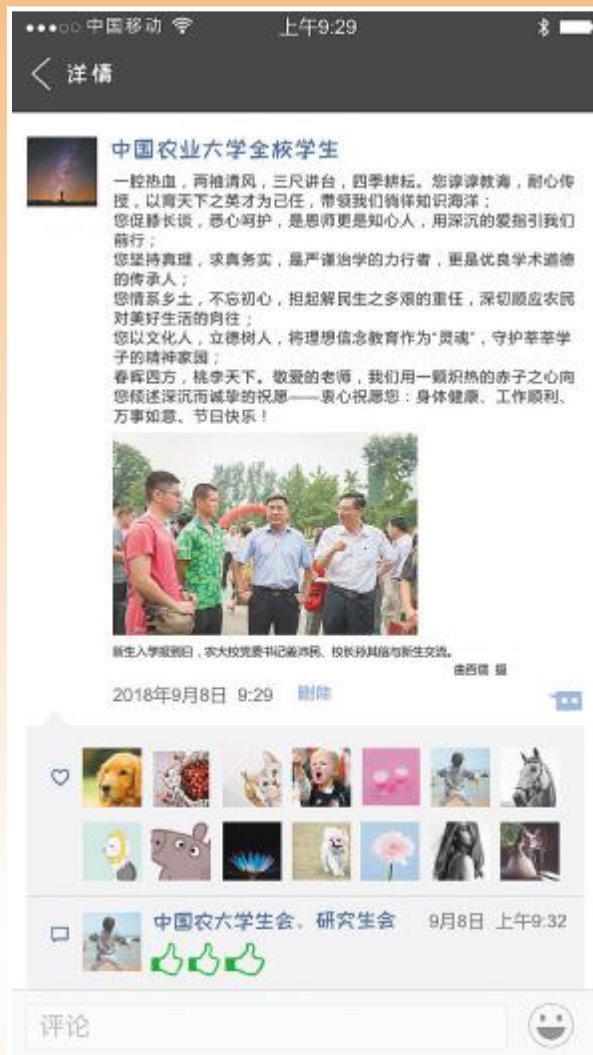 中国移动
上午9:29
详情
中国农业大学全校学生
一腔热血，两袖清风，三尺讲台，四季耕耘。您谆谆教诲，耐心传
授，以育天下之英才为己任，带领我们徜徉知识海洋；
您促膝长谈，悉心呵护，是恩师更是知心人，用深沉的爱指引我们
前行；
您坚持真理，求真务实，是严谨治学的力行者，更是优良学术道德
的传承人；
您情系乡土，不忘初心，担起解民生之多艰的重任，深切顺应农民
对美好生活的向往；
您以文化人，立德树人，将理想信念教育作为“灵魂”，守护莘莘学
子的精神家园；
春晖四方，桃李天下。敬爱的老师，我们用一颗炽热的赤子之心向
您倾述深沉而诚挚的祝愿——衷心祝愿您：身体健康、工作顺利、
万事如意、节日快乐！
新生入学报到日，农大校党委书记姜沛民、校长孙其信与新生交流。
摄
2018年9月8日 9:29 删除
中国农大学生会、研究生会 9月8日 上午9:32
评论